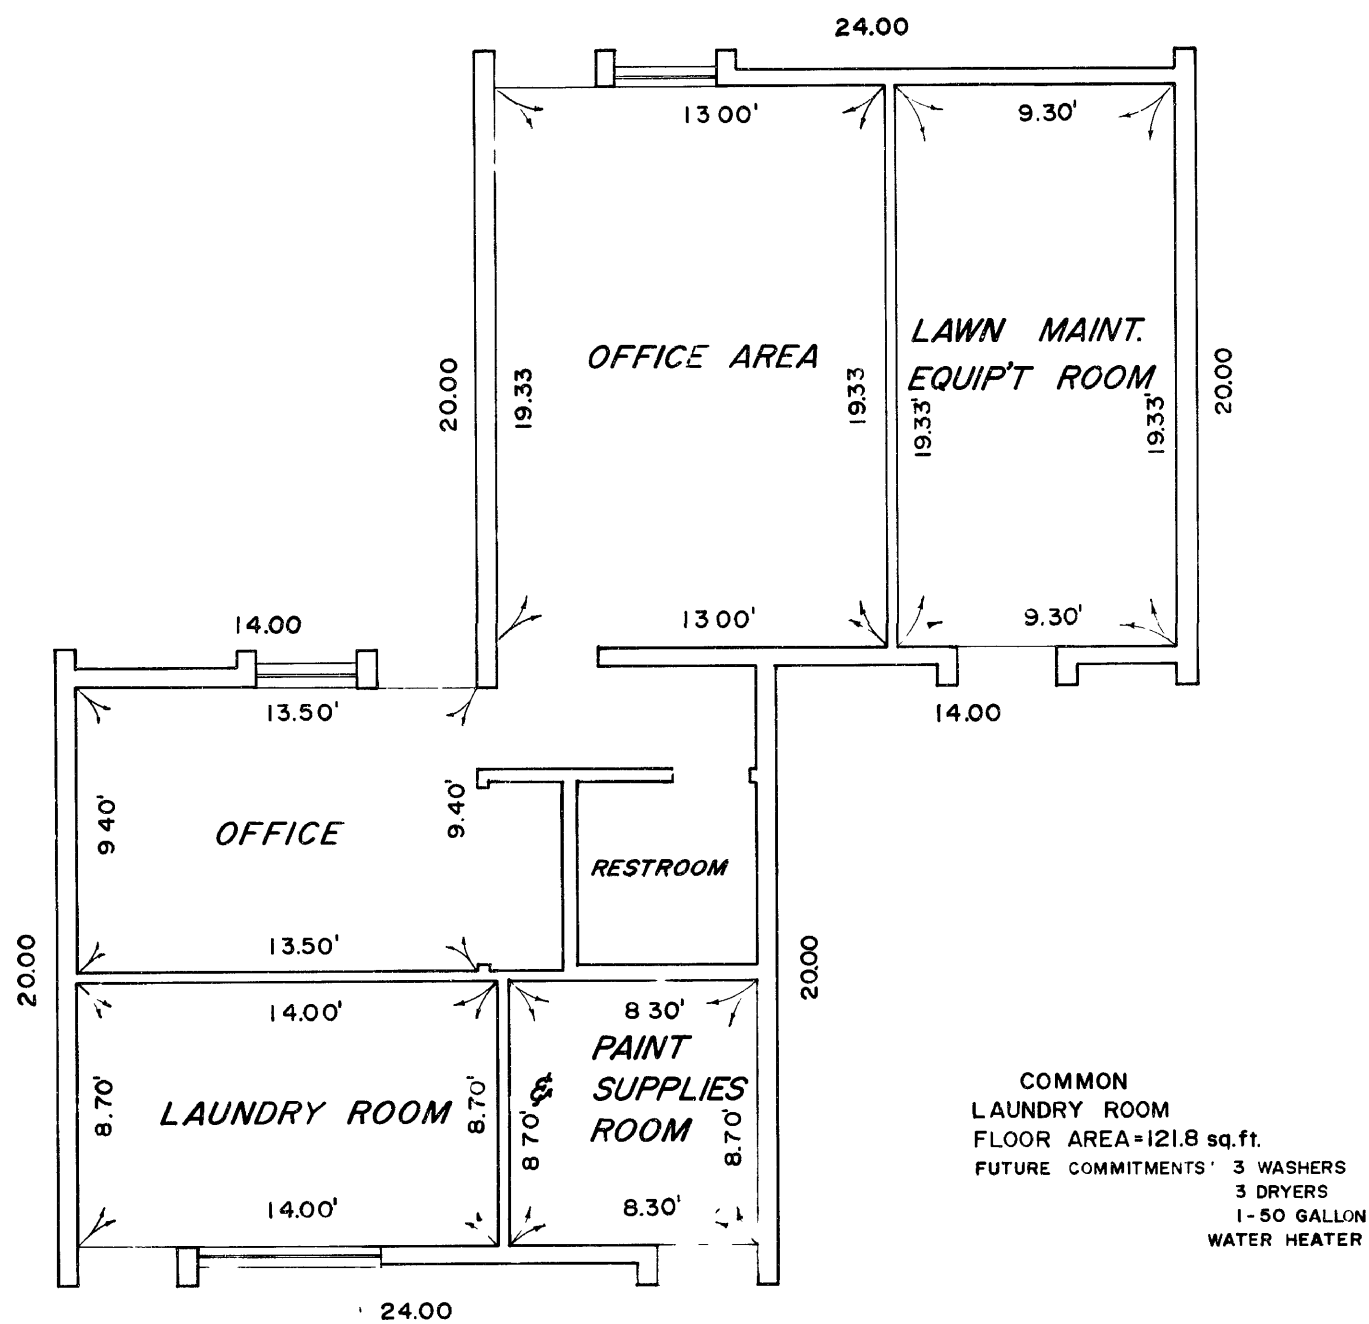 24.00
13 00'
9.30'
OFFICE AREA
LAWN MAINT.
EQUIP'T ROOM
20.00
19.33
19.33
19.33'
19.33'
20.00
13 00'
9.30'
14.00
13.50'
14.00
9 40'
OFFICE
9.40'
RESTROOM
13.50'
20.00
20.00
14.00'
8 30'
PAINT
& SUPPLIES
ROOM
8.70'
LAUNDRY ROOM
8.70'
8 70'
8.70'
14.00'
8.30'
24.00
COMMON
LAUNDRY ROOM
FLOOR AREA=121.8 sq.ft.
FUTURE COMMITMENTS' 3 WASHERS
3 DRYERS
1-50 GALLON
WATER HEATER